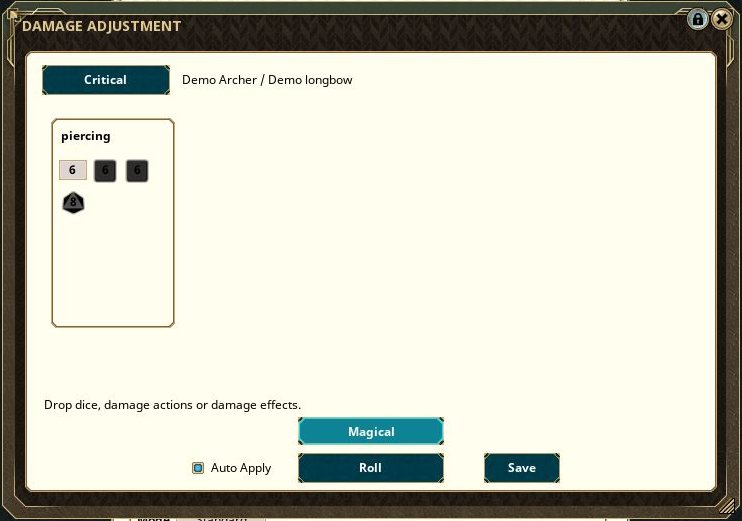 DAMAGE ADJUSTMENT
Critical
Demo Archer / Demo longbow
piercing
6 6 6
8
Drop dice, damage actions or damage effects.
Magical
Auto Apply
Roll
Save